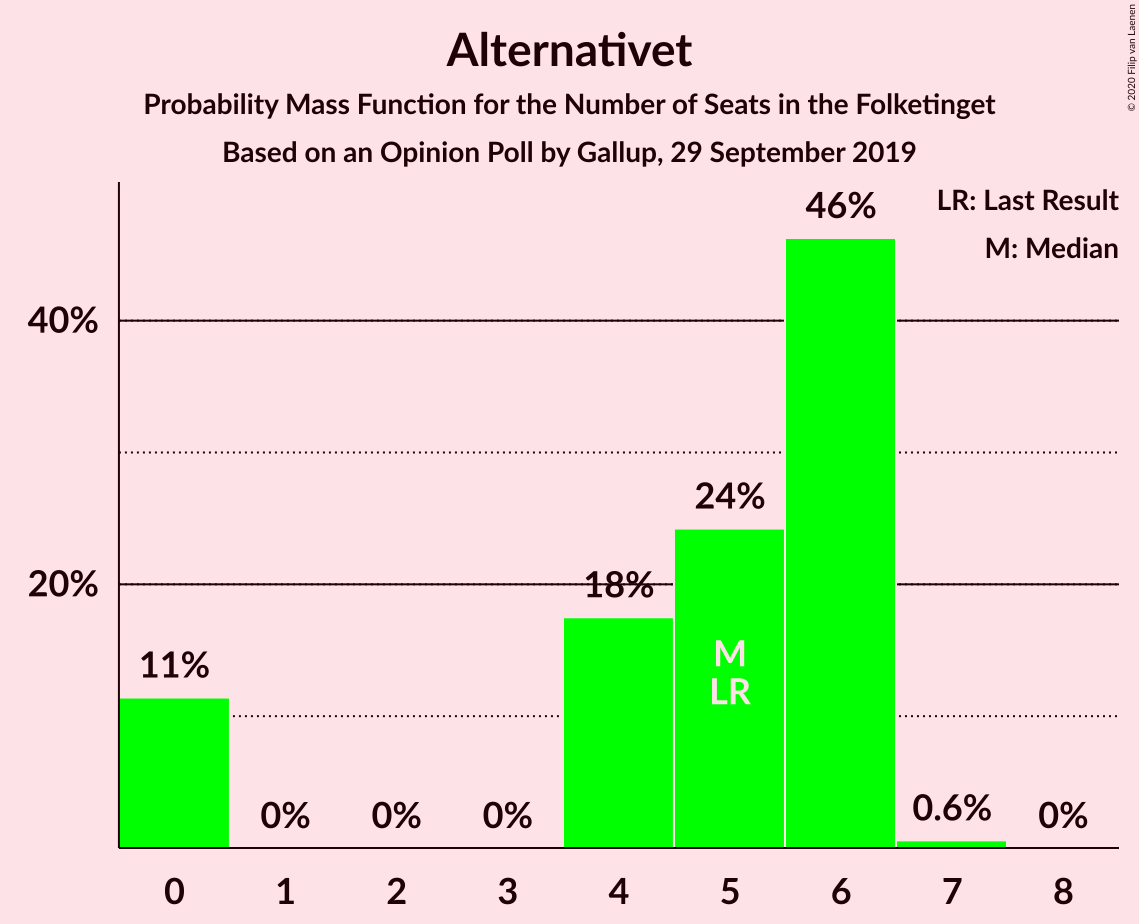 Alternativet
Probability Mass Function for the Number of Seats in the Folketinget
Based on an Opinion Poll by Gallup, 29 September 2019
© 2020 Filip van Laenen
LR: Last Result
M: Median
40%
20%
11%
0%
0%
0%
18%
24%
46%
0.6%
0%
M
LR
0 1 2 3 4 5 6 7 8